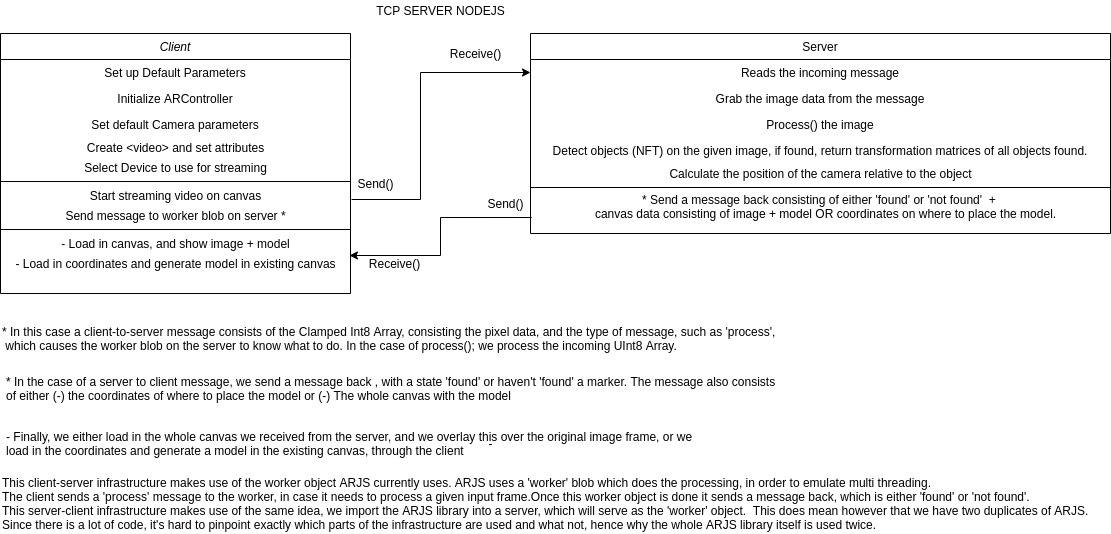 TCP SERVER NODEJS
Client
Set up Default Parameters
Initialize ARController
Set default Camera parameters
Create <video> and set attributes
Select Device to use for streaming
Start streaming video on canvas
Send message to worker blob on server *
- Load in canvas, and show image + model
- Load in coordinates and generate model in existing canvas
Receive()
Send()
Send()
Receive()
Server
Reads the incoming message
Grab the image data from the message
Process() the image
Detect objects (NFT) on the given image, if found, return transformation matrices of all objects found.
Calculate the position of the camera relative to the object
* Send a message back consisting of either 'found' or 'not found' +
canvas data consisting of image + model OR coordinates on where to place the model.
* In this case a client-to-server message consists of the Clamped Int8 Array, consisting the pixel data, and the type of message, such as 'process',
which causes the worker blob on the server to know what to do. In the case of process(); we process the incoming UInt8 Array.
* In the case of a server to client message, we send a message back , with a state 'found' or haven't 'found' a marker. The message also consists
of either (-) the coordinates of where to place the model or (-) The whole canvas with the model
- Finally, we either load in the whole canvas we received from the server, and we overlay this over the original image frame, or we
load in the coordinates and generate a model in the existing canvas, through the client
-
This client-server infrastructure makes use of the worker object ARJS currently uses. ARJS uses a 'worker' blob which does the processing, in order to emulate multi threading.
The client sends a 'process' message to the worker, in case it needs to process a given input frame.Once this worker object is done it sends a message back, which is either 'found' or 'not found'.
This server-client infrastructure makes use of the same idea, we import the ARJS library into a server, which will serve as the 'worker' object. This does mean however that we have two duplicates of ARJS.
Since there is a lot of code, it's hard to pinpoint exactly which parts of the infrastructure are used and what not, hence why the whole ARJS library itself is used twice.